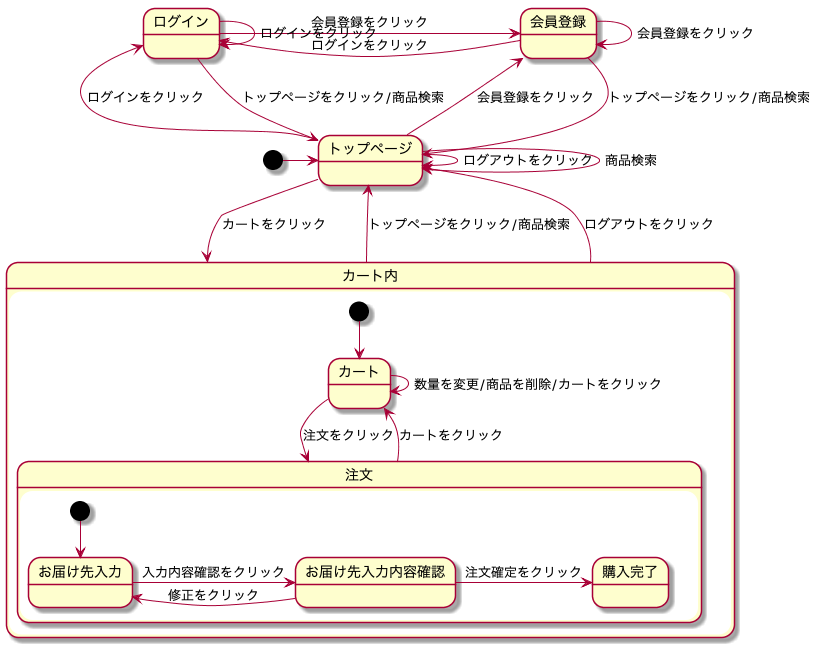 ログイン
会員登録をクリック
会員登録
ログインをクリック
会員登録をクリック
ログインをクリック
ログインをクリック
トップページをクリック/商品検索
会員登録をクリック
トップページをクリック/商品検索
トップページ
ログアウトをクリック
商品検索
カートをクリック
トップページをクリック/商品検索
ログアウトをクリック
カート内
カート
数量を変更/商品を削除/カートをクリック
注文をクリック
カートをクリック
注文
お届け先入力
入力内容確認をクリック
お届け先入力内容確認
注文確定をクリック
購入完了
修正をクリック